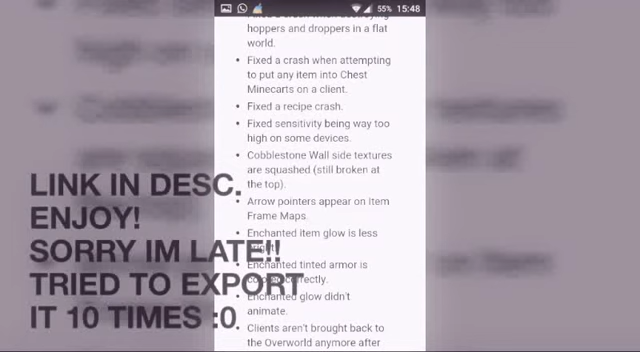 55% 15:48
hoppers and droppers in a flat
world.
Fixed a crash when attempting
to put any item into Chest
Minecarts on a client.
Fixed a recipe crash.
Fixed sensitivity being way too
high on some devices.
Cobblestone Wall side textures
are squashed (still broken at
the top).
Arrow pointers appear on Item
Frame Maps.
Enchanted item glow is less
Enchanted tinted armor is
correctly.
Enchanted glow didn't
animate.
Clients aren't brought back to
the Overworld anymore after
LINK IN DESC.
ENJOY!
SORRY IM LATE!!
TRIED TO EXPORT
IT 10 TIMES :0